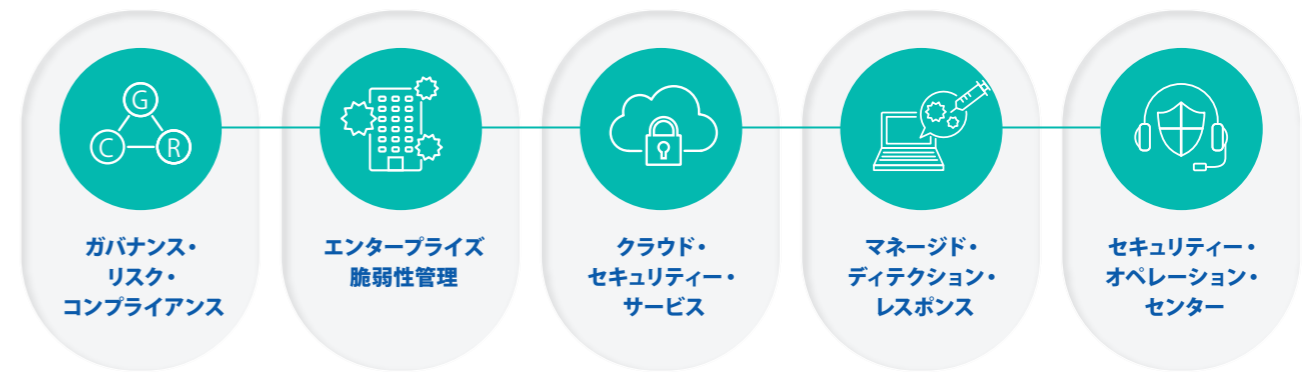 G
C
R
ガバナンス・
リスク・
コンプライアンス
エンタープライズ
脆弱性管理
クラウド・
セキュリティー・
サービス
マネージド・
ディテクション・
レスポンス
セキュリティー・
オペレーション・
センター